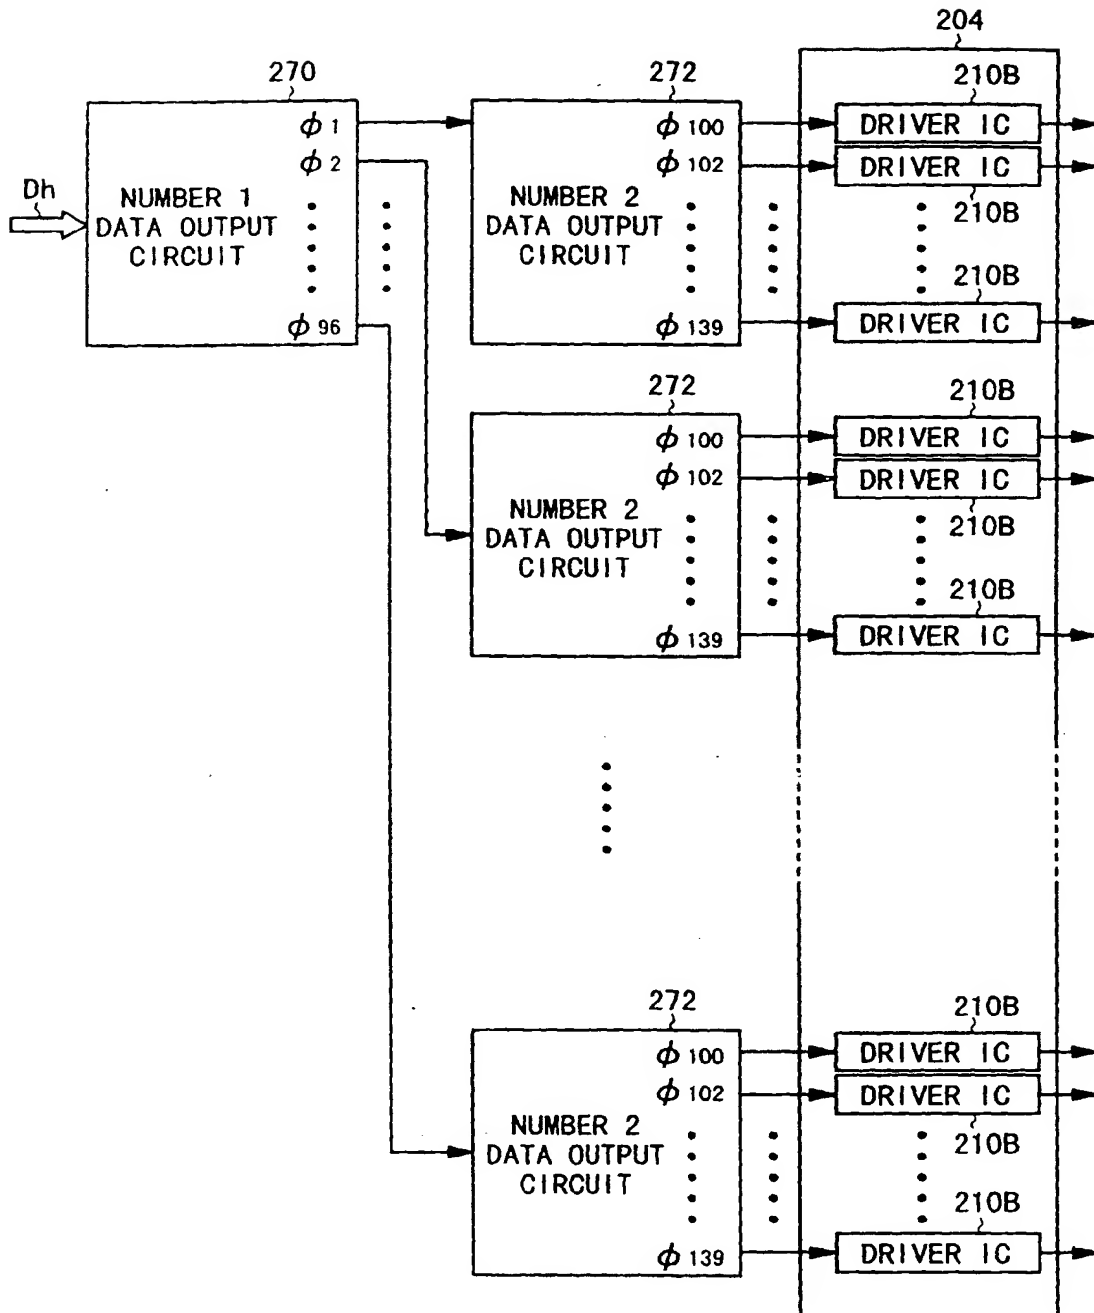 204
270
272
210B
φ1
φ2
φ96
Dh
NUMBER 1
DATA OUTPUT
CIRCUIT
φ100
φ102
φ139
NUMBER 2
DATA OUTPUT
CIRCUIT
DRIVER IC
DRIVER IC
210B
210B
DRIVER IC
272
210B
φ100
φ102
φ139
NUMBER 2
DATA OUTPUT
CIRCUIT
DRIVER IC
DRIVER IC
210B
210B
DRIVER IC
272
210B
φ100
φ102
φ139
NUMBER 2
DATA OUTPUT
CIRCUIT
DRIVER IC
DRIVER IC
210B
210B
DRIVER IC